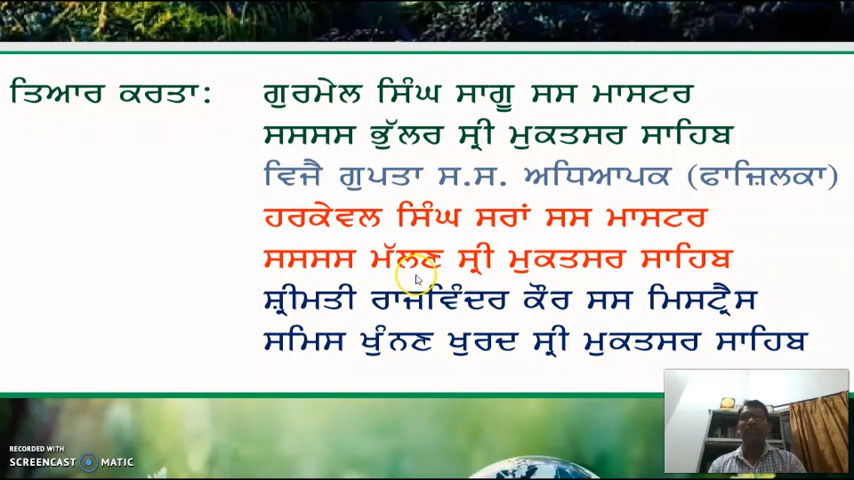 ਤਿਆਰ ਕਰਤਾ: ਗੁਰਮੇਲ ਸਿੰਘ ਸਾਗੂ ਸਸ ਮਾਸਟਰ
ਸਸਸਸ ਭੁੱਲਰ ਸ੍ਰੀ ਮੁਕਤਸਰ ਸਾਹਿਬ
ਵਿਜੈ ਗੁਪਤਾ ਸ.ਸ. ਅਧਿਆਪਕ (ਫਾਜ਼ਿਲਕਾ)
ਹਰਕੇਵਲ ਸਿੰਘ ਸਰਾਂ ਸਸ ਮਾਸਟਰ
ਸਸਸਸ ਮੱਲਣ ਸ੍ਰੀ ਮੁਕਤਸਰ ਸਾਹਿਬ
ਸ਼੍ਰੀਮਤੀ ਰਾਜਵਿੰਦਰ ਕੌਰ ਸਸ ਮਿਸਟ੍ਰੈਸ
ਸਮਿਸ ਖੁੰਨਣ ਖੁਰਦ ਸ੍ਰੀ ਮੁਕਤਸਰ ਸਾਹਿਬ
RECORDED WITH
SCREENCAST MATIC